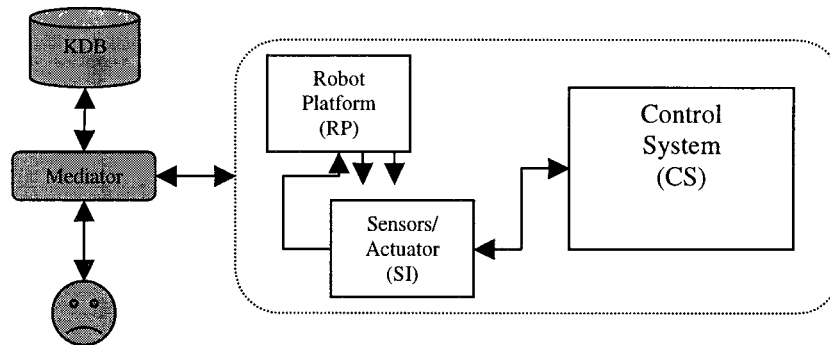 KDB
Mediator
Robot
Platform
(RP)
Sensors/
Actuator
(SI)
Control
System
(CS)